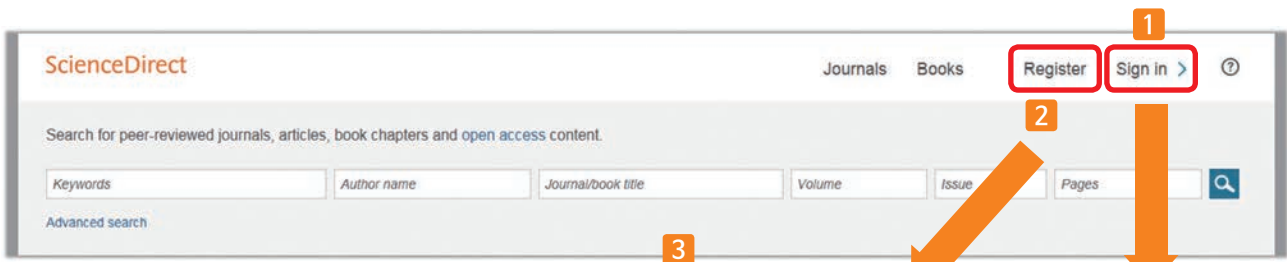 1
ScienceDirect Journals Books Register Sign in > ?
2
Search for peer-reviewed journals, articles, book chapters and open access content.
Keywords Author name Journal/book title Volume Issue Pages
Advanced search
3